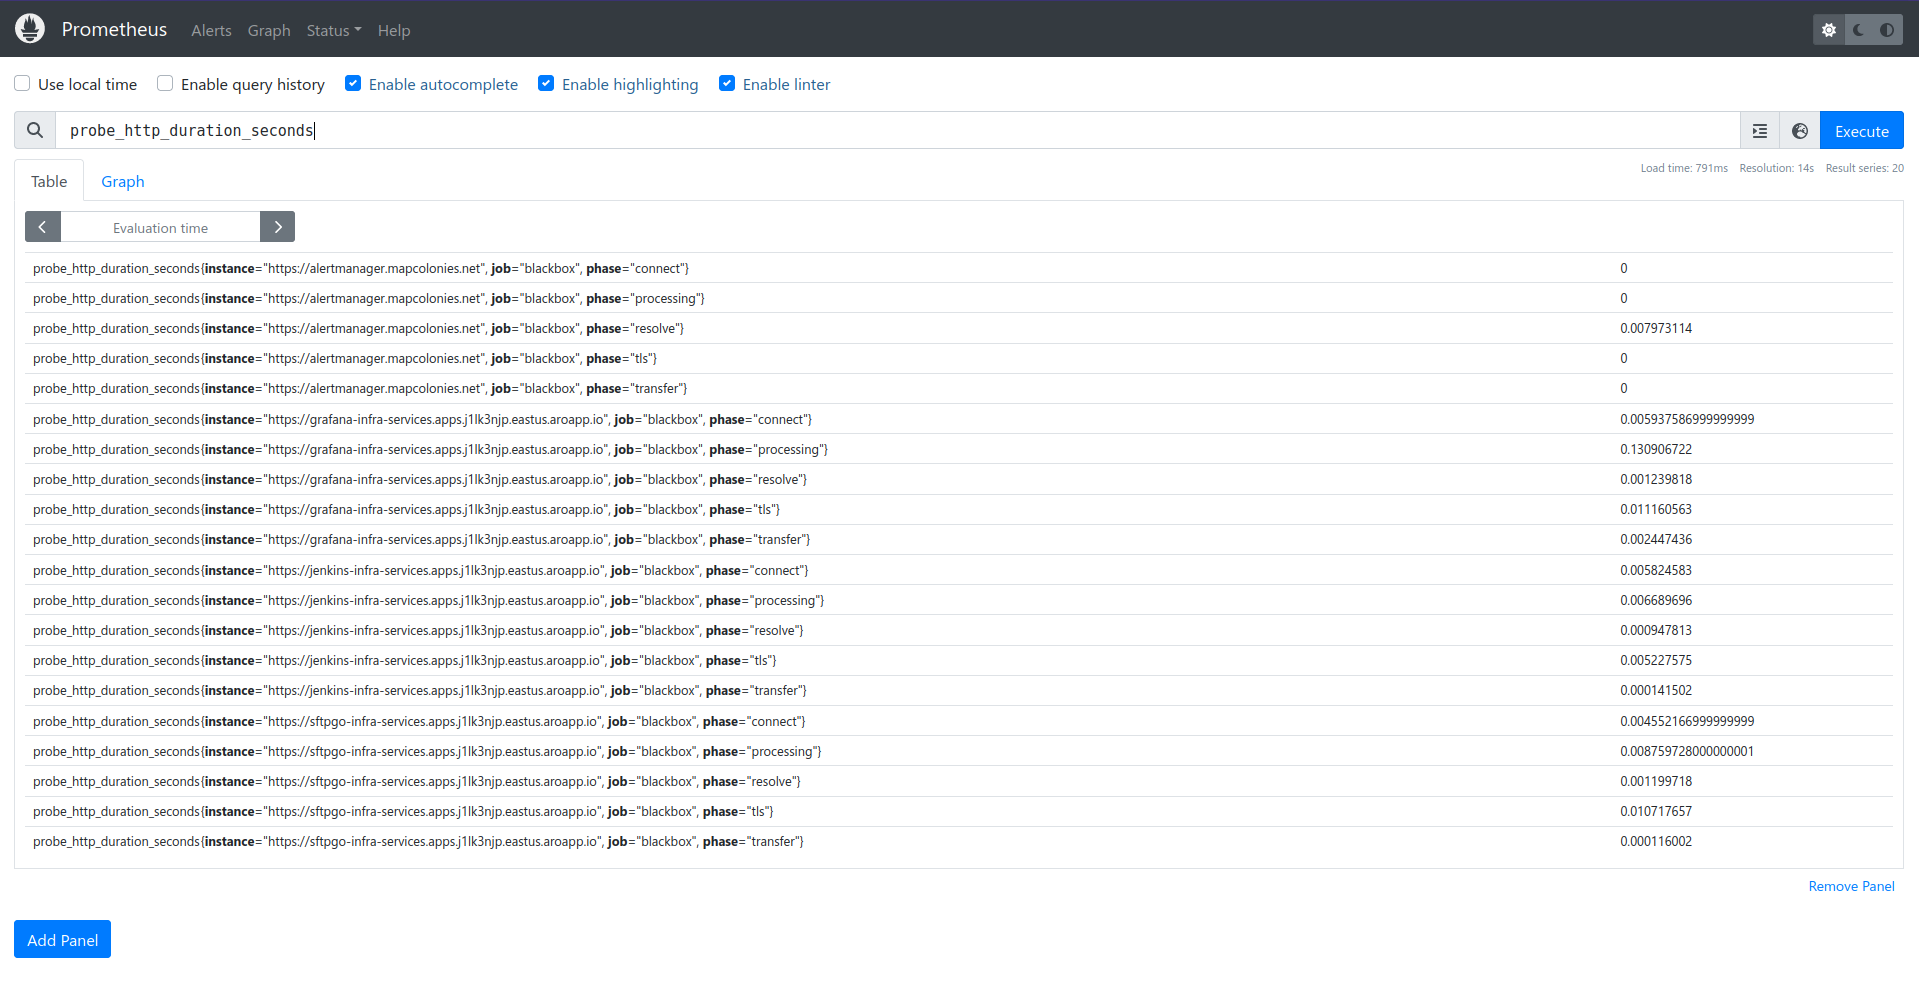 Prometheus Alerts Graph Status Help
Use local time Enable query history Enable autocomplete Enable highlighting Enable linter
probe_http_duration_seconds Execute
Table Graph Load time: 791ms Resolution: 14s Result series: 20
Evaluation time
probe_http_duration_seconds{instance="https://alertmanager.mapcolonies.net", job="blackbox", phase="connect"} 0
probe_http_duration_seconds{instance="https://alertmanager.mapcolonies.net", job="blackbox", phase="processing"} 0
probe_http_duration_seconds{instance="https://alertmanager.mapcolonies.net", job="blackbox", phase="resolve"} 0.007973114
probe_http_duration_seconds{instance="https://alertmanager.mapcolonies.net", job="blackbox", phase="tls"} 0
probe_http_duration_seconds{instance="https://alertmanager.mapcolonies.net", job="blackbox", phase="transfer"} 0
probe_http_duration_seconds{instance="https://grafana-infra-services.apps.j1lk3njp.eastus.aroapp.io", job="blackbox", phase="connect"} 0.005937586999999999
probe_http_duration_seconds{instance="https://grafana-infra-services.apps.j1lk3njp.eastus.aroapp.io", job="blackbox", phase="processing"} 0.130906722
probe_http_duration_seconds{instance="https://grafana-infra-services.apps.j1lk3njp.eastus.aroapp.io", job="blackbox", phase="resolve"} 0.001239818
probe_http_duration_seconds{instance="https://grafana-infra-services.apps.j1lk3njp.eastus.aroapp.io", job="blackbox", phase="tls"} 0.011160563
probe_http_duration_seconds{instance="https://grafana-infra-services.apps.j1lk3njp.eastus.aroapp.io", job="blackbox", phase="transfer"} 0.002447436
probe_http_duration_seconds{instance="https://jenkins-infra-services.apps.j1lk3njp.eastus.aroapp.io", job="blackbox", phase="connect"} 0.005824583
probe_http_duration_seconds{instance="https://jenkins-infra-services.apps.j1lk3njp.eastus.aroapp.io", job="blackbox", phase="processing"} 0.006689696
probe_http_duration_seconds{instance="https://jenkins-infra-services.apps.j1lk3njp.eastus.aroapp.io", job="blackbox", phase="resolve"} 0.000947813
probe_http_duration_seconds{instance="https://jenkins-infra-services.apps.j1lk3njp.eastus.aroapp.io", job="blackbox", phase="tls"} 0.005227575
probe_http_duration_seconds{instance="https://jenkins-infra-services.apps.j1lk3njp.eastus.aroapp.io", job="blackbox", phase="transfer"} 0.000141502
probe_http_duration_seconds{instance="https://sftpgo-infra-services.apps.j1lk3njp.eastus.aroapp.io", job="blackbox", phase="connect"} 0.004552166999999999
probe_http_duration_seconds{instance="https://sftpgo-infra-services.apps.j1lk3njp.eastus.aroapp.io", job="blackbox", phase="processing"} 0.008759728000000001
probe_http_duration_seconds{instance="https://sftpgo-infra-services.apps.j1lk3njp.eastus.aroapp.io", job="blackbox", phase="resolve"} 0.001199718
probe_http_duration_seconds{instance="https://sftpgo-infra-services.apps.j1lk3njp.eastus.aroapp.io", job="blackbox", phase="tls"} 0.010717657
probe_http_duration_seconds{instance="https://sftpgo-infra-services.apps.j1lk3njp.eastus.aroapp.io", job="blackbox", phase="transfer"} 0.000116002
Remove Panel
Add Panel